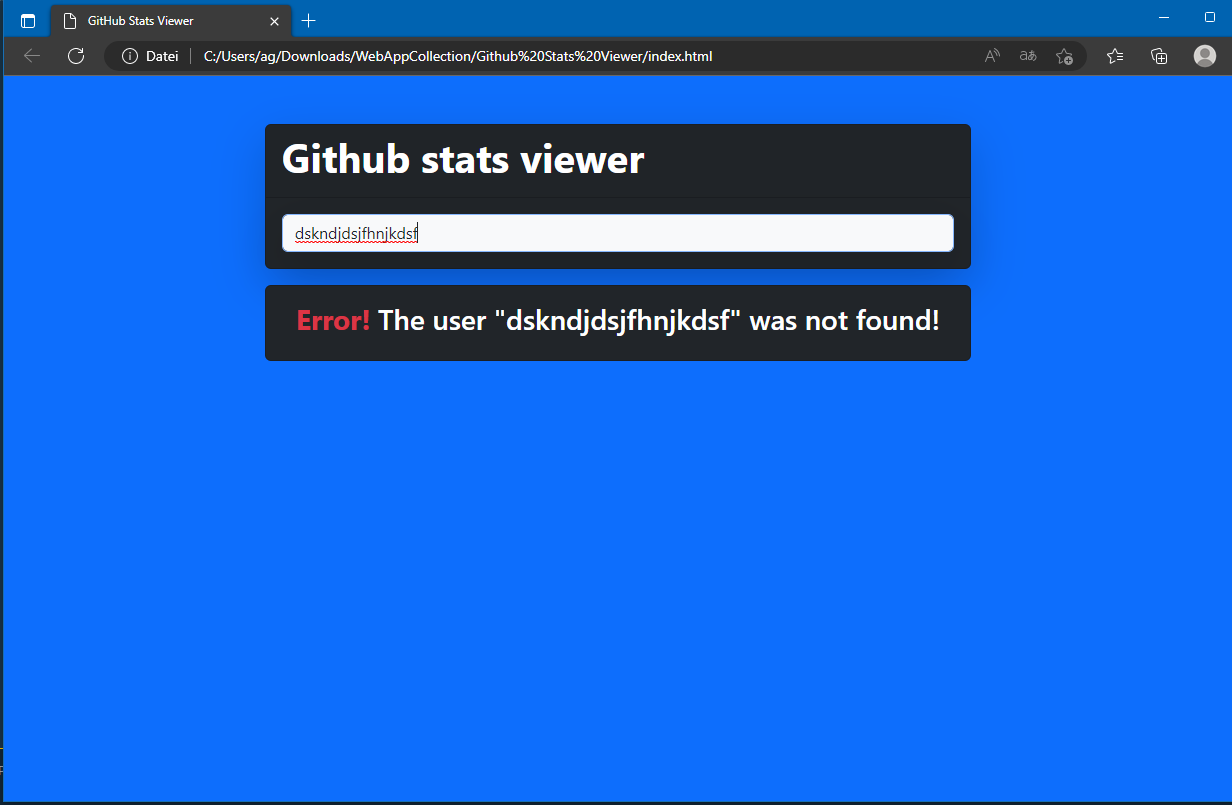 GitHub Stats Viewer
Datei C:/Users/ag/Downloads/WebAppCollection/Github%20Stats%20Viewer/index.html
Github stats viewer
dskndjdsjfhnjkdsf
Error! The user "dskndjdsjfhnjkdsf" was not found!